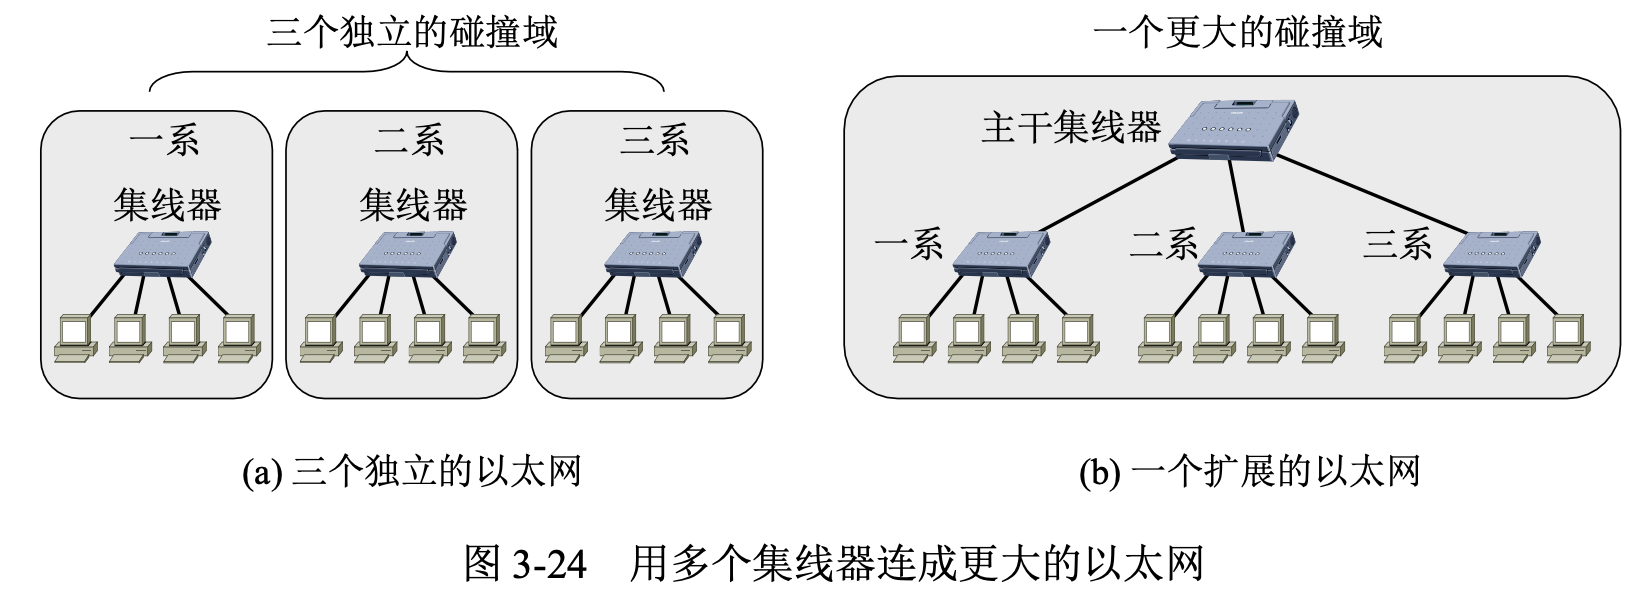 三个独立的碰撞域
一系
集线器
二系
集线器
三系
集线器
(a) 三个独立的以太网
一个更大的碰撞域
主干集线器
一系
二系
三系
(b) 一个扩展的以太网
图 3-24 用多个集线器连成更大的以太网